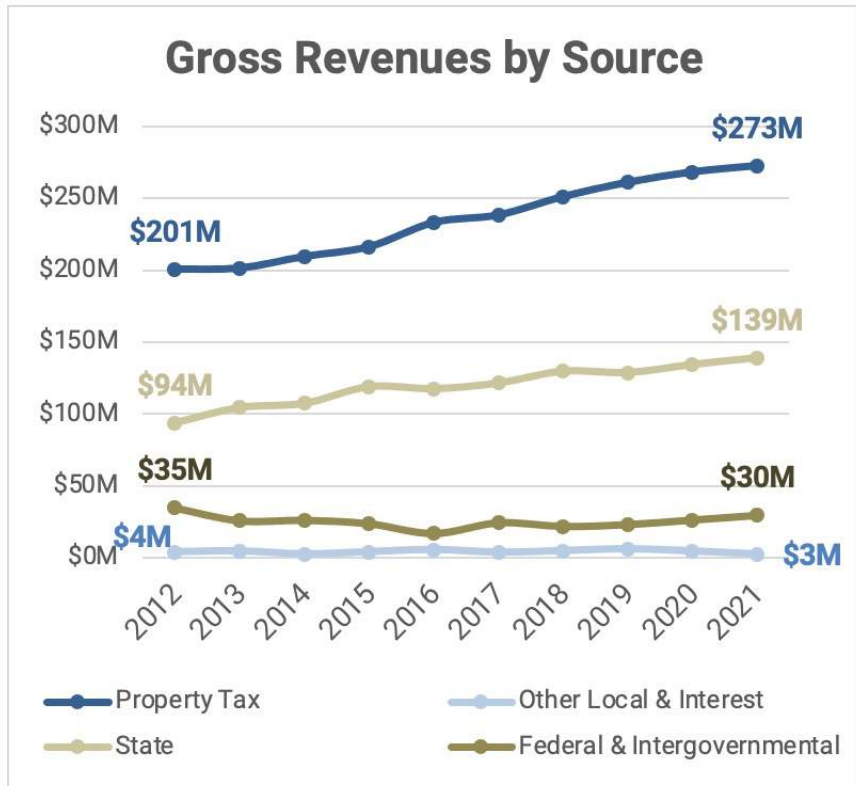 Gross Revenues by Source
$300M
$273M
$250M
$201M
$200M
$150M
$139M
$94M
$100M
$35M
$50M
$30M
$4M
$0M
$3M
2012 2013 2014 2015 2016 2017 2018 2019 2020 2021
Property Tax Other Local & Interest
State Federal & Intergovernmental